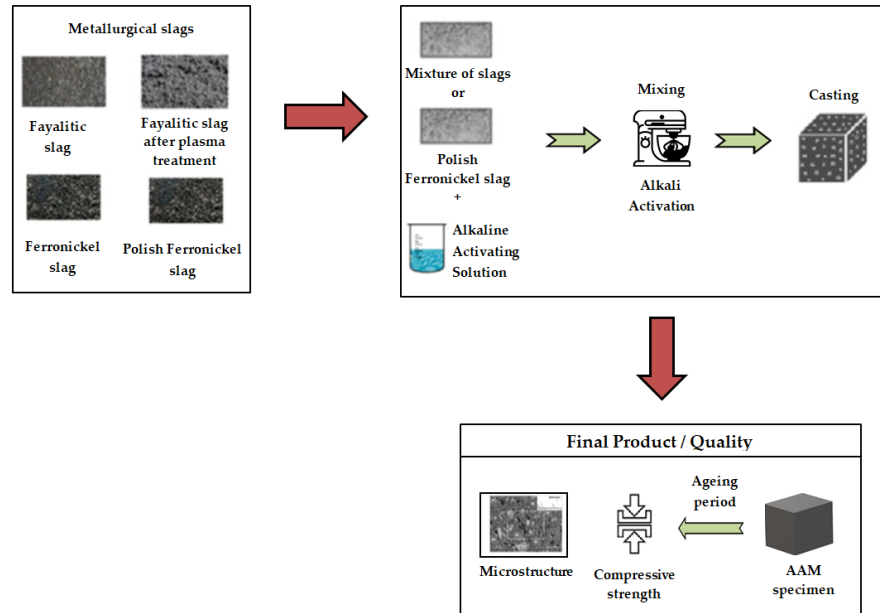 Metallurgical slags
Fayalitic
slag
Fayalitic slag
after plasma
treatment
Ferronickel
slag
Polish Ferronickel
slag
Mixture of slags
or
Polish
Ferronickel slag
+
Alkaline
Activating
Solution
Mixing
Alkali
Activation
Casting
Final Product / Quality
Microstructure
Compressive
strength
Ageing
period
AAM
specimen